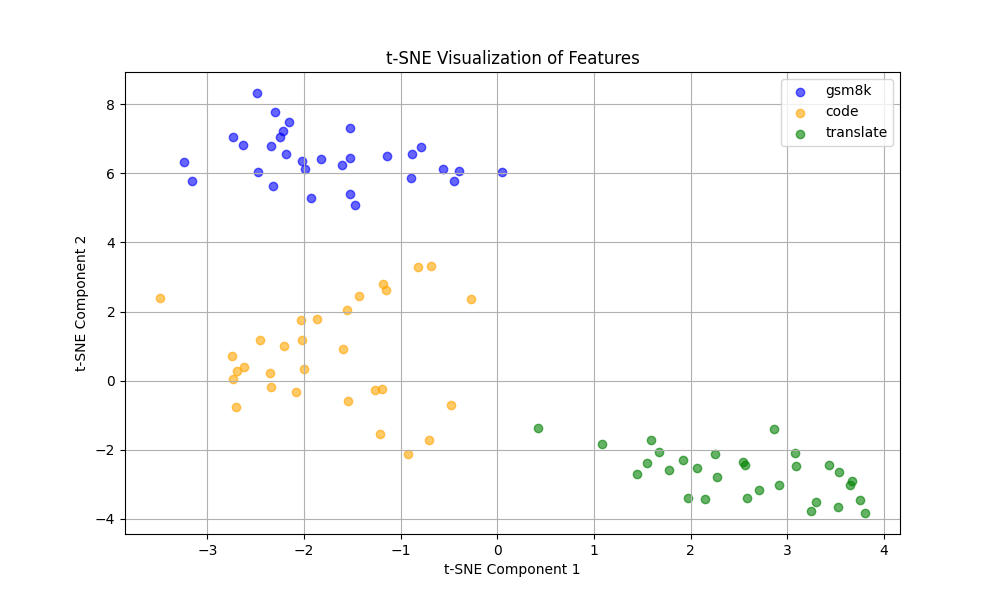 t-SNE Visualization of Features
gsm8k
code
translate
t-SNE Component 2
8
6
4
2
0
−2
−4
−3
−2
−1
0
1
2
3
4
t-SNE Component 1